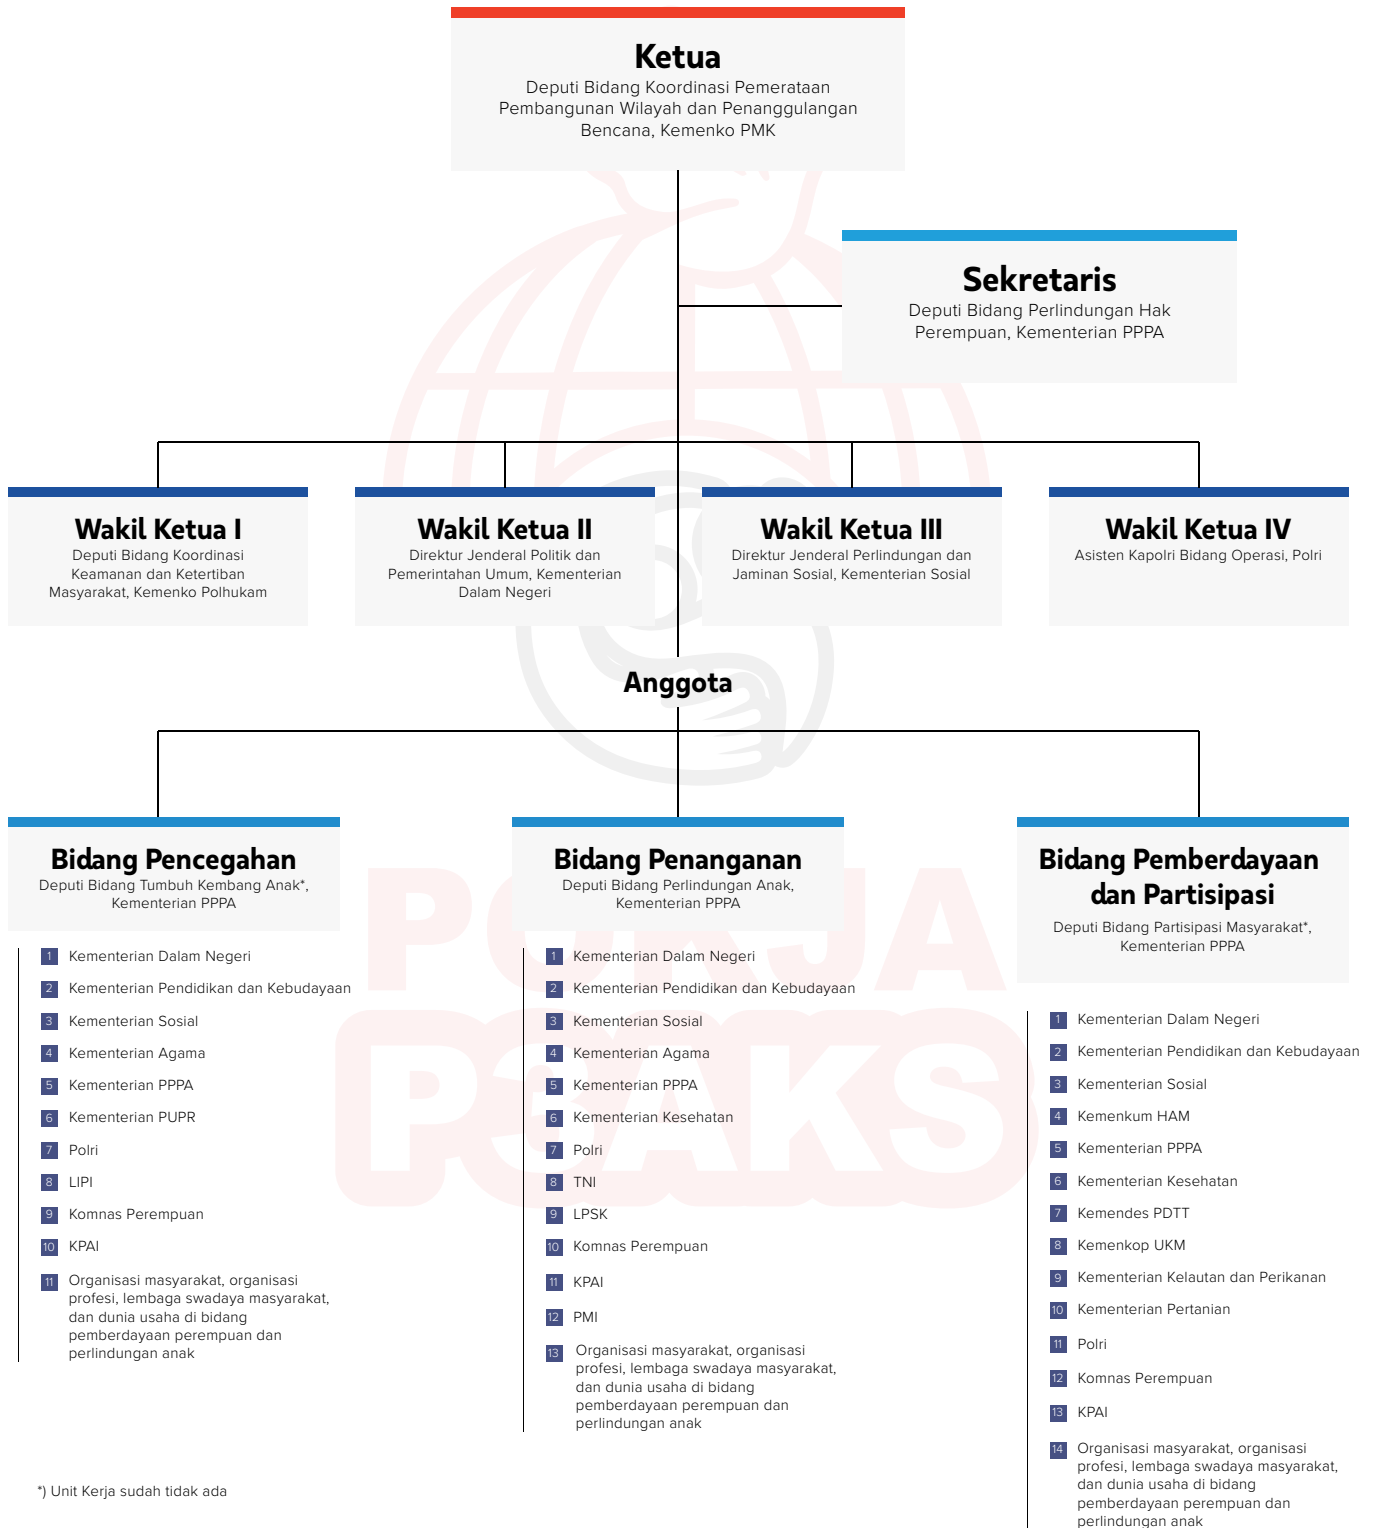 Ketua
Deputi Bidang Koordinasi Pemerataan
Pembangunan Wilayah dan Penanggulangan
Bencana, Kemenko PMK
Sekretaris
Deputi Bidang Perlindungan Hak
Perempuan, Kementerian PPPA
Wakil Ketua I
Deputi Bidang Koordinasi
Keamanan dan Ketertiban
Masyarakat, Kemenko Polhukam
Wakil Ketua II
Direktur Jenderal Politik dan
Pemerintahan Umum, Kementerian
Dalam Negeri
Wakil Ketua III
Direktur Jenderal Perlindungan dan
Jaminan Sosial, Kementerian Sosial
Wakil Ketua IV
Asisten Kapolri Bidang Operasi, Polri
Anggota
Bidang Pencegahan
Deputi Bidang Tumbuh Kembang Anak*,
Kementerian PPPA
1 Kementerian Dalam Negeri
2 Kementerian Pendidikan dan Kebudayaan
3 Kementerian Sosial
4 Kementerian Agama
5 Kementerian PPPA
6 Kementerian PUPR
7 Polri
8 LIPI
9 Komnas Perempuan
10 KPAI
11 Organisasi masyarakat, organisasi
profesi, lembaga swadaya masyarakat,
dan dunia usaha di bidang
pemberdayaan perempuan dan
perlindungan anak
Bidang Penanganan
Deputi Bidang Perlindungan Anak,
Kementerian PPPA
1 Kementerian Dalam Negeri
2 Kementerian Pendidikan dan Kebudayaan
3 Kementerian Sosial
4 Kementerian Agama
5 Kementerian PPPA
6 Kementerian Kesehatan
7 Polri
8 TNI
9 LPSK
10 Komnas Perempuan
11 KPAI
12 PMI
13 Organisasi masyarakat, organisasi
profesi, lembaga swadaya masyarakat,
dan dunia usaha di bidang
pemberdayaan perempuan dan
perlindungan anak
Bidang Pemberdayaan
dan Partisipasi
Deputi Bidang Partisipasi Masyarakat*,
Kementerian PPPA
1 Kementerian Dalam Negeri
2 Kementerian Pendidikan dan Kebudayaan
3 Kementerian Sosial
4 Kemenkum HAM
5 Kementerian PPPA
6 Kementerian Kesehatan
7 Kemendes PDTT
8 Kemenkop UKM
9 Kementerian Kelautan dan Perikanan
10 Kementerian Pertanian
11 Polri
12 Komnas Perempuan
13 KPAI
14 Organisasi masyarakat, organisasi
profesi, lembaga swadaya masyarakat,
dan dunia usaha di bidang
pemberdayaan perempuan dan
perlindungan anak
*) Unit Kerja sudah tidak ada
POKJA
P3AKS